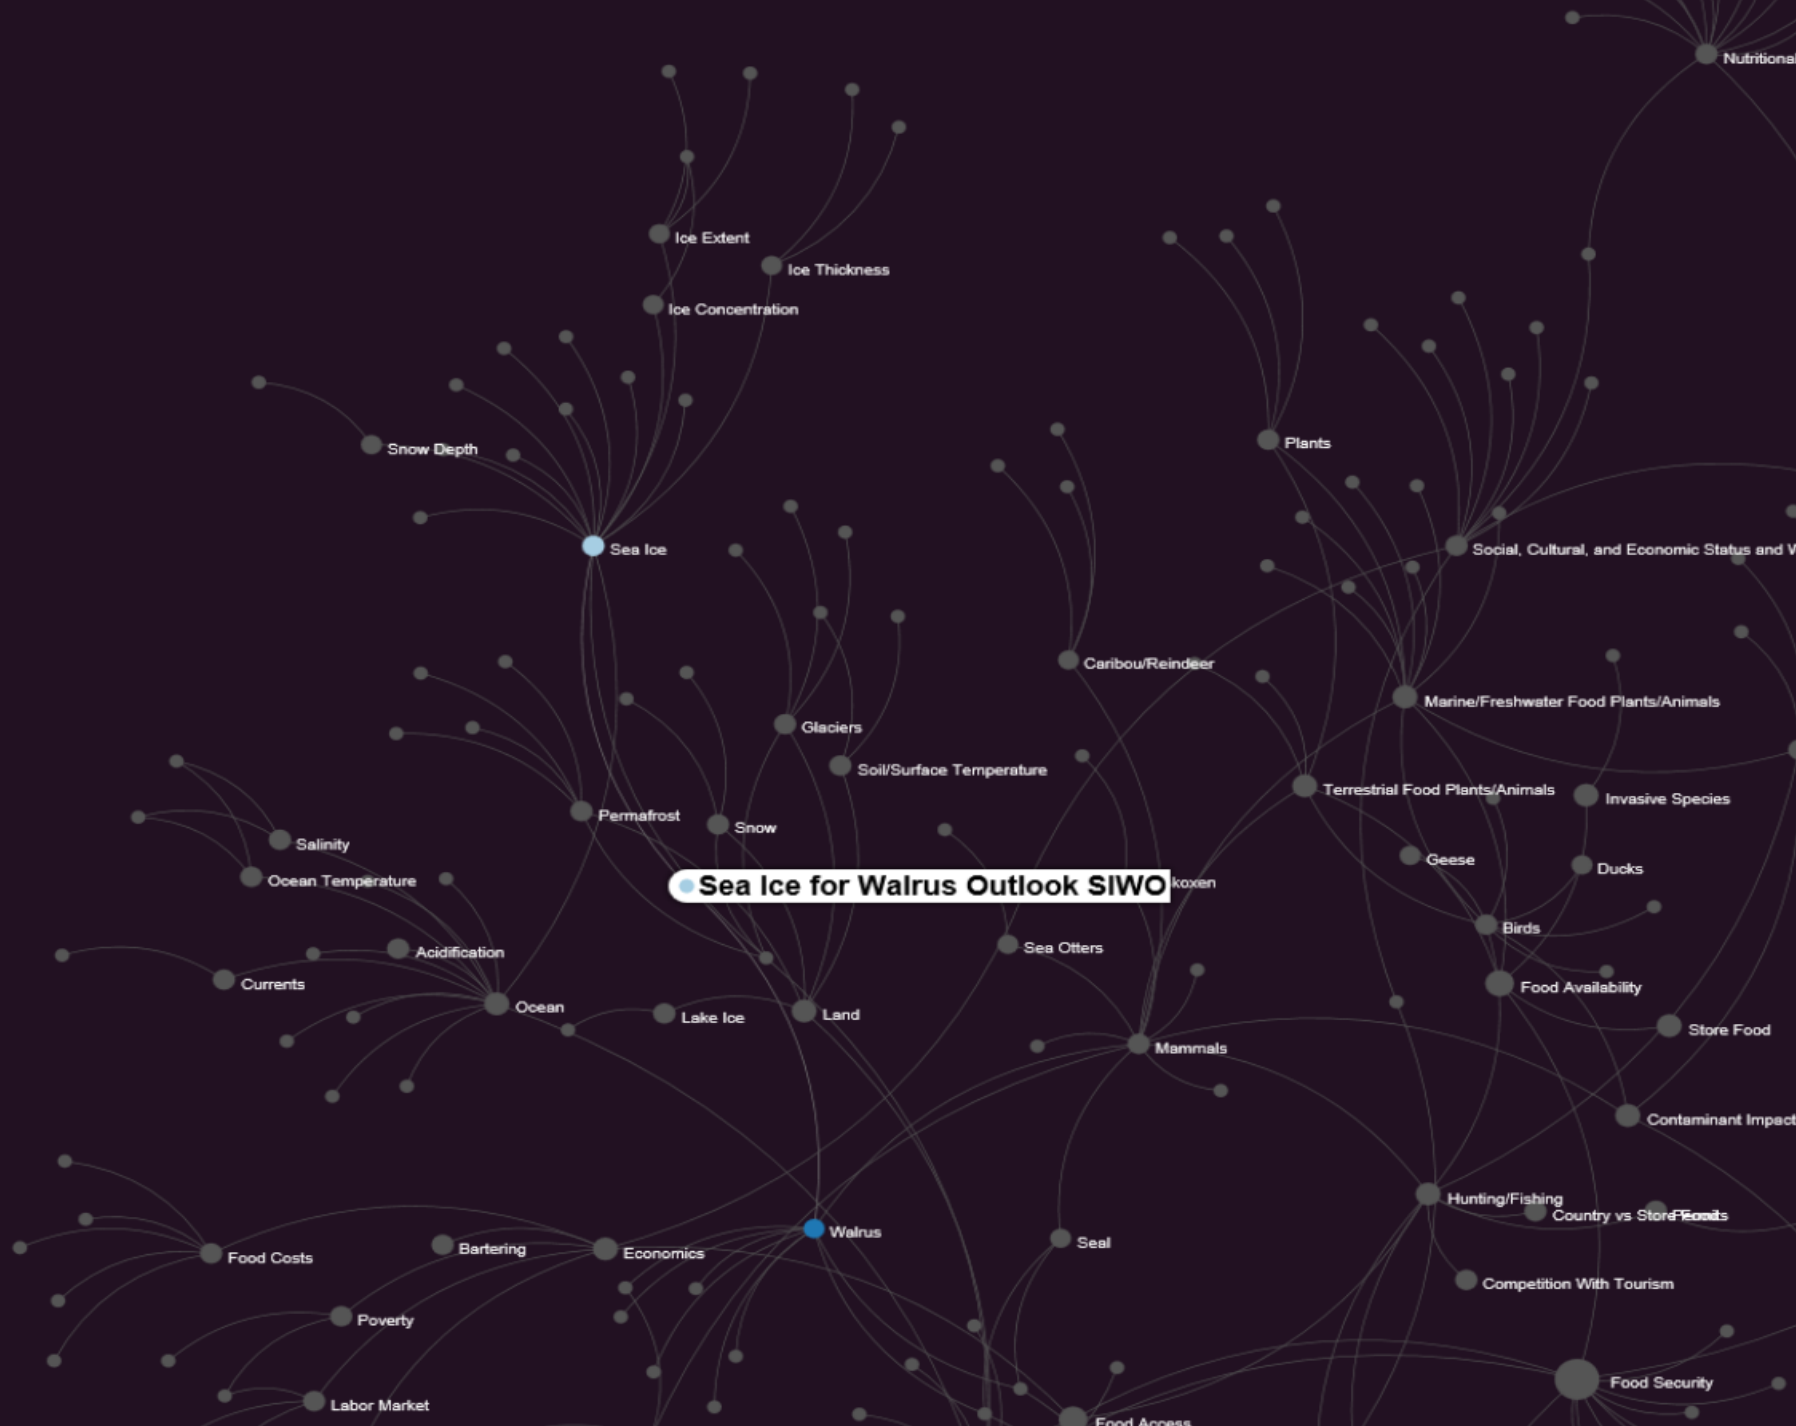 Nutritional
Ice Extent
Ice Thickness
Ice Concentration
Plants
Snow Depth
Sea Ice
Social, Cultural, and Economic Status and W
Caribou/Reindeer
Marine/Freshwater Food Plants/Animals
Glaciers
Soil/Surface Temperature
Terrestrial Food Plants/Animals
Invasive Species
Permafrost
Snow
Salinity
Geese
Ducks
Ocean Temperature
Sea Ice for Walrus Outlook SIWO
koxen
Birds
Sea Otters
Acidification
Currents
Food Availability
Ocean
Lake Ice
Land
Store Food
Mammals
Contaminant Impact
Hunting/Fishing
Country vs Store Food
Walrus
Seal
Bartering
Economics
Food Costs
Competition With Tourism
Poverty
Food Security
Labor Market
Food Access